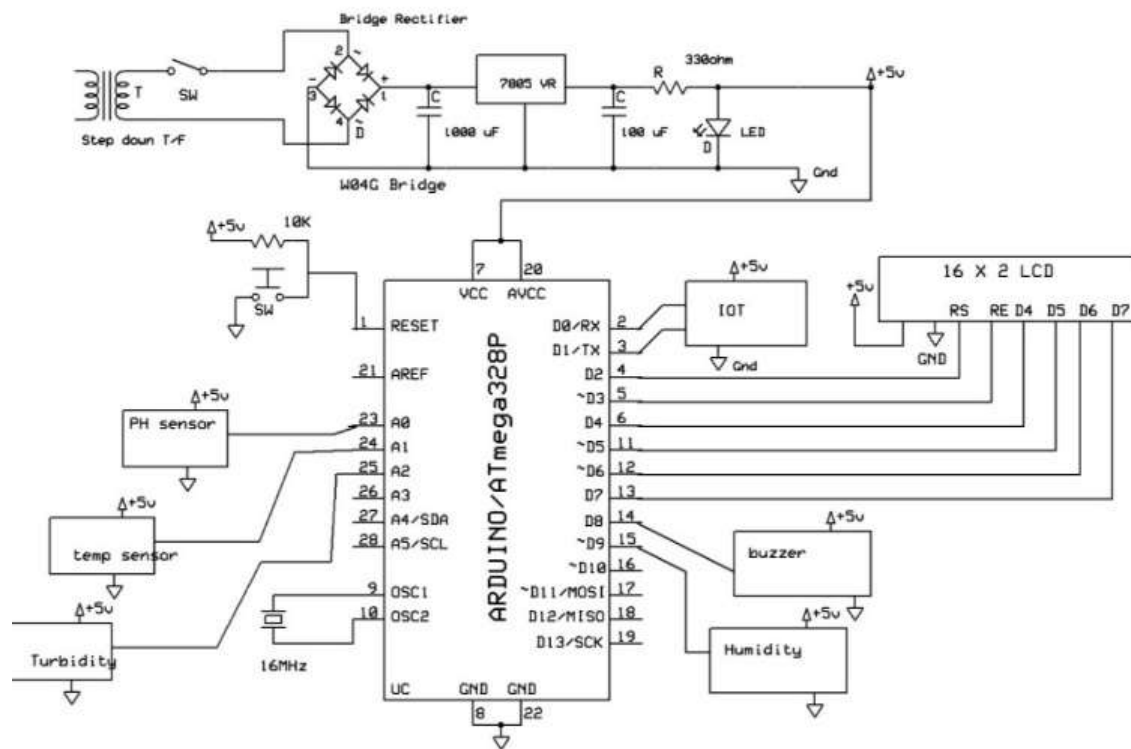 Bridge Rectifier
2 ~
- +
3 1
4 ~
D
T
SW
Step down T/F
W04G Bridge
C
1000 uF
7805 VR
C
100 uF
R
330ohm
LED
D
+5v
Gnd
+5v
10K
SW
7 20
VCC AVCC
ARDUINO/ATmega328P
1 RESET
21 AREF
23 A0
24 A1
25 A2
26 A3
27 A4/SDA
28 A5/SCL
9 OSC1
10 OSC2
UC
GND GND
8 22
D0/RX 2
D1/TX 3
D2 4
~D3 5
D4 6
~D5 11
~D6 12
D7 13
D8 14
~D9 15
~D10 16
~D11/MOSI 17
D12/MISO 18
D13/SCK 19
+5v
IOT
Gnd
16 X 2 LCD
+5v
GND
RS RE D4 D5 D6 D7
+5v
PH sensor
+5v
temp sensor
+5v
Turbidity
16MHz
+5v
buzzer
+5v
Humidity